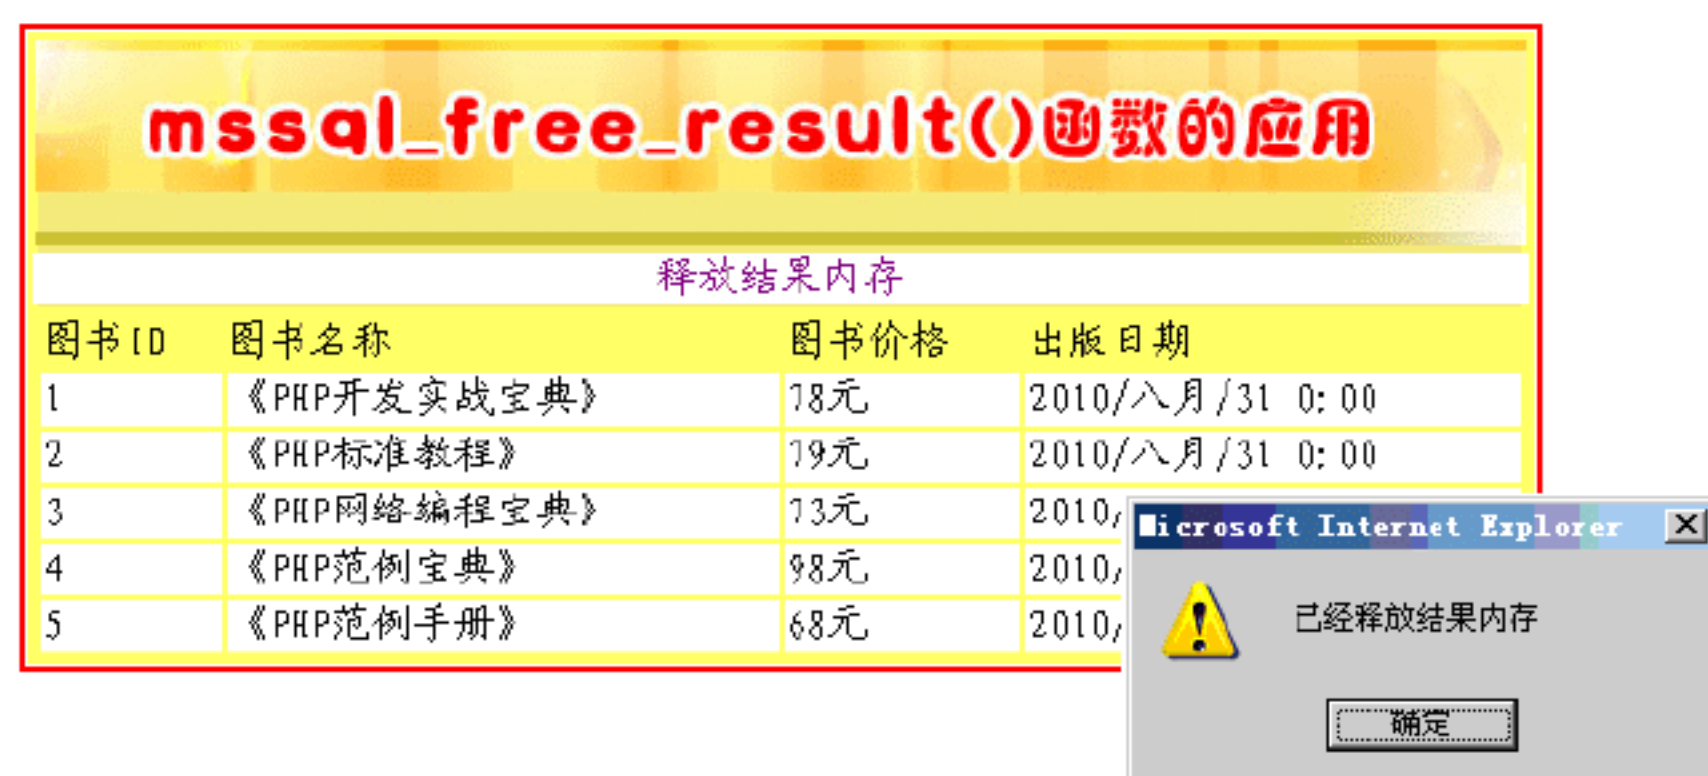 mssql_free_result()函数的应用
释放结果内存
图书ID 图书名称 图书价格 出版日期
1 《PHP开发实战宝典》 78元 2010/八月/31 0:00
2 《PHP标准教程》 79元 2010/八月/31 0:00
3 《PHP网络编程宝典》 73元 2010/
4 《PHP范例宝典》 98元 2010/
5 《PHP范例手册》 68元 2010/
Microsoft Internet Explorer
已经释放结果内存
确定